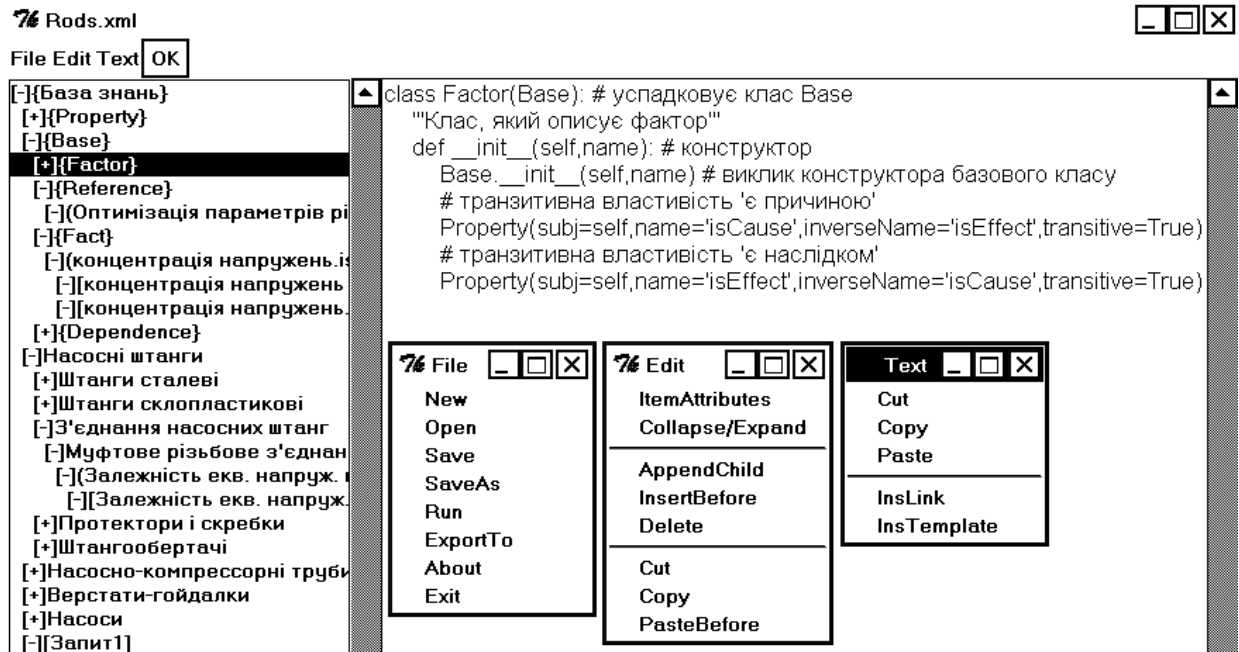 Rods.xml
File Edit Text OK
[-]{База знань}
[+]{Property}
[-]{Base}
[+]{Factor}
[-]{Reference}
[-](Оптимізація параметрів рі
[-]{Fact}
[-](концентрація напружень.is
[-][концентрація напружень
[-][концентрація напружень.
[+]{Dependence}
[-]Насосні штанги
[+]Штанги сталеві
[+]Штанги склопластикові
[-]З'єднання насосних штанг
[-]Муфтове різьбове з'єднан
[-](Залежність екв. напруж.
[-][Залежність екв. напруж.
[+]Протектори і скребки
[+]Штангообертачі
[+]Насосно-компрессорні труби
[+]Верстати-гойдалки
[+]Насоси
[-][Запит1]
class Factor(Base): # успадковує клас Base
'''Клас, який описує фактор'''
def __init__(self,name): # конструктор
Base.__init__(self,name) # виклик конструктора базового класу
# транзитивна властивість 'є причиною'
Property(subj=self,name='isCause',inverseName='isEffect',transitive=True)
# транзитивна властивість 'є наслідком'
Property(subj=self,name='isEffect',inverseName='isCause',transitive=True)
File
New
Open
Save
SaveAs
Run
ExportTo
About
Exit
Edit
ItemAttributes
Collapse/Expand
AppendChild
InsertBefore
Delete
Cut
Copy
PasteBefore
Text
Cut
Copy
Paste
InsLink
InsTemplate